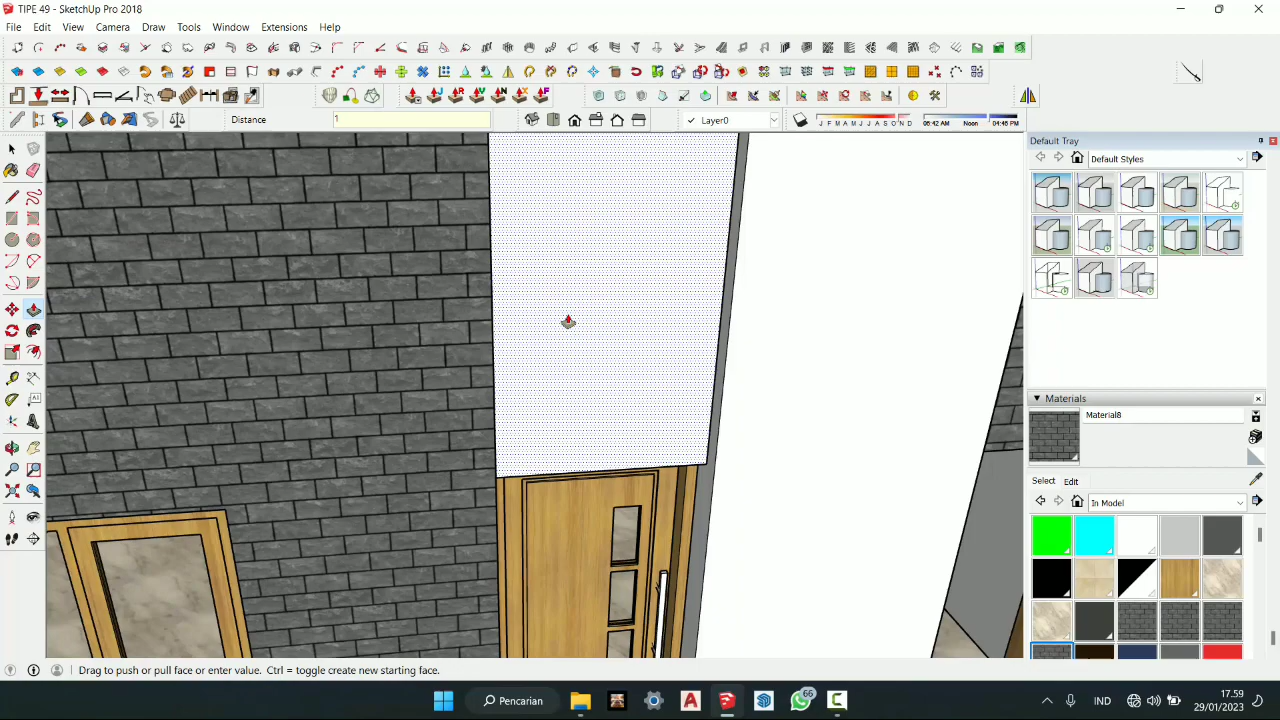 TIPE 49 - SketchUp Pro 2018
File Edit View Camera Draw Tools Window Extensions Help
Distance 1 Layer0 J F M A M J J A S O N D 06:42 AM Noon 04:46 PM
Default Tray
Default Styles
Materials
Material8
Select Edit
In Model
Drag to push or pull face or enter value. Ctrl = toggle create new starting face.
Pencarian 66 IND 17.59
29/01/2023